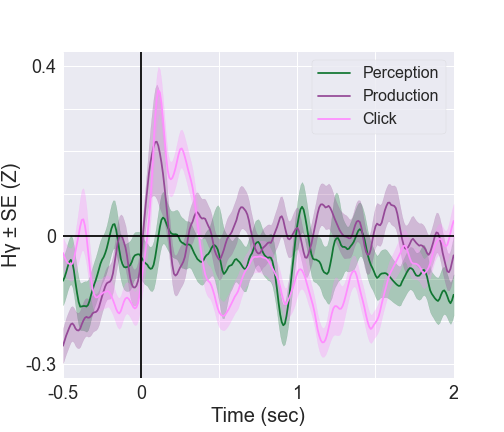 Hγ ± SE (Z)
0.4
0
-0.3
Perception
Production
Click
-0.5
0
1
2
Time (sec)